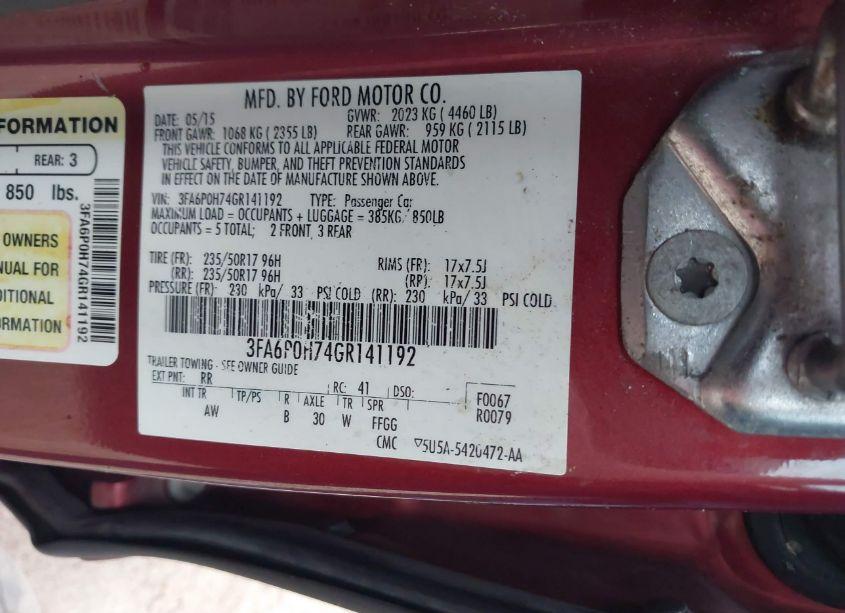 FORMATION
REAR: 3
850 lbs.
OWNERS
NUAL FOR
DITIONAL
ORMATION
3FA6P0H74GR141192
MFD. BY FORD MOTOR CO.
DATE: 05/15 GVWR: 2023 KG ( 4460 LB)
FRONT GAWR: 1068 KG ( 2355 LB) REAR GAWR: 959 KG ( 2115 LB)
THIS VEHICLE CONFORMS TO ALL APPLICABLE FEDERAL MOTOR
VEHICLE SAFETY, BUMPER, AND THEFT PREVENTION STANDARDS
IN EFFECT ON THE DATE OF MANUFACTURE SHOWN ABOVE.
VIN: 3FA6P0H74GR141192 TYPE: Passenger Car
MAXIMUM LOAD = OCCUPANTS + LUGGAGE = 385KG/ 850LB
OCCUPANTS = 5 TOTAL; 2 FRONT, 3 REAR
TIRE (FR): 235/50R17 96H RIMS (FR): 17x7.5J
(RR): 235/50R17 96H (RR): 17x7.5J
PRESSURE (FR): 230 kPa/ 33 PSI COLD (RR): 230 kPa/ 33 PSI COLD
3FA6P0H74GR141192
TRAILER TOWING - SEE OWNER GUIDE
EXT PNT: RR RC: 41 DSO: F0067
INT TR TP/PS R AXLE TR SPR R0079
AW B 30 W FFGG
CMC ▽5U5A-5420472-AA